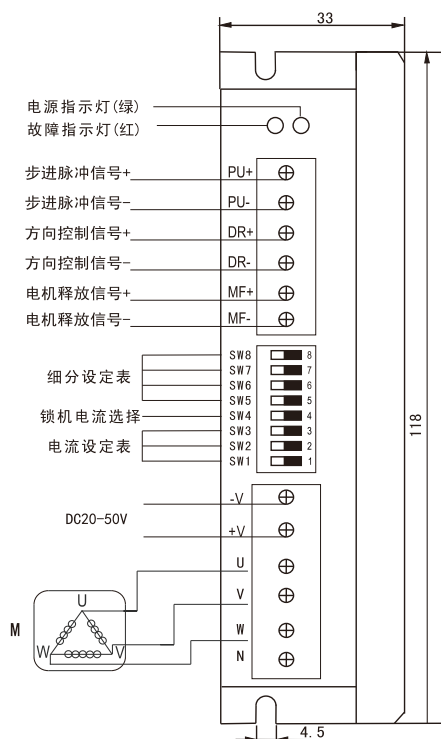 33
电源指示灯(绿)
故障指示灯(红)
步进脉冲信号+ PU+
步进脉冲信号- PU-
方向控制信号+ DR+
方向控制信号- DR-
电机释放信号+ MF+
电机释放信号- MF-
SW8 8
SW7 7
细分设定表
SW6 6
SW5 5
锁机电流选择 SW4 4
SW3 3
电流设定表 SW2 2
SW1 1
118
-V
DC20-50V
+V
U
V
W
N
M
U
W V
4.5